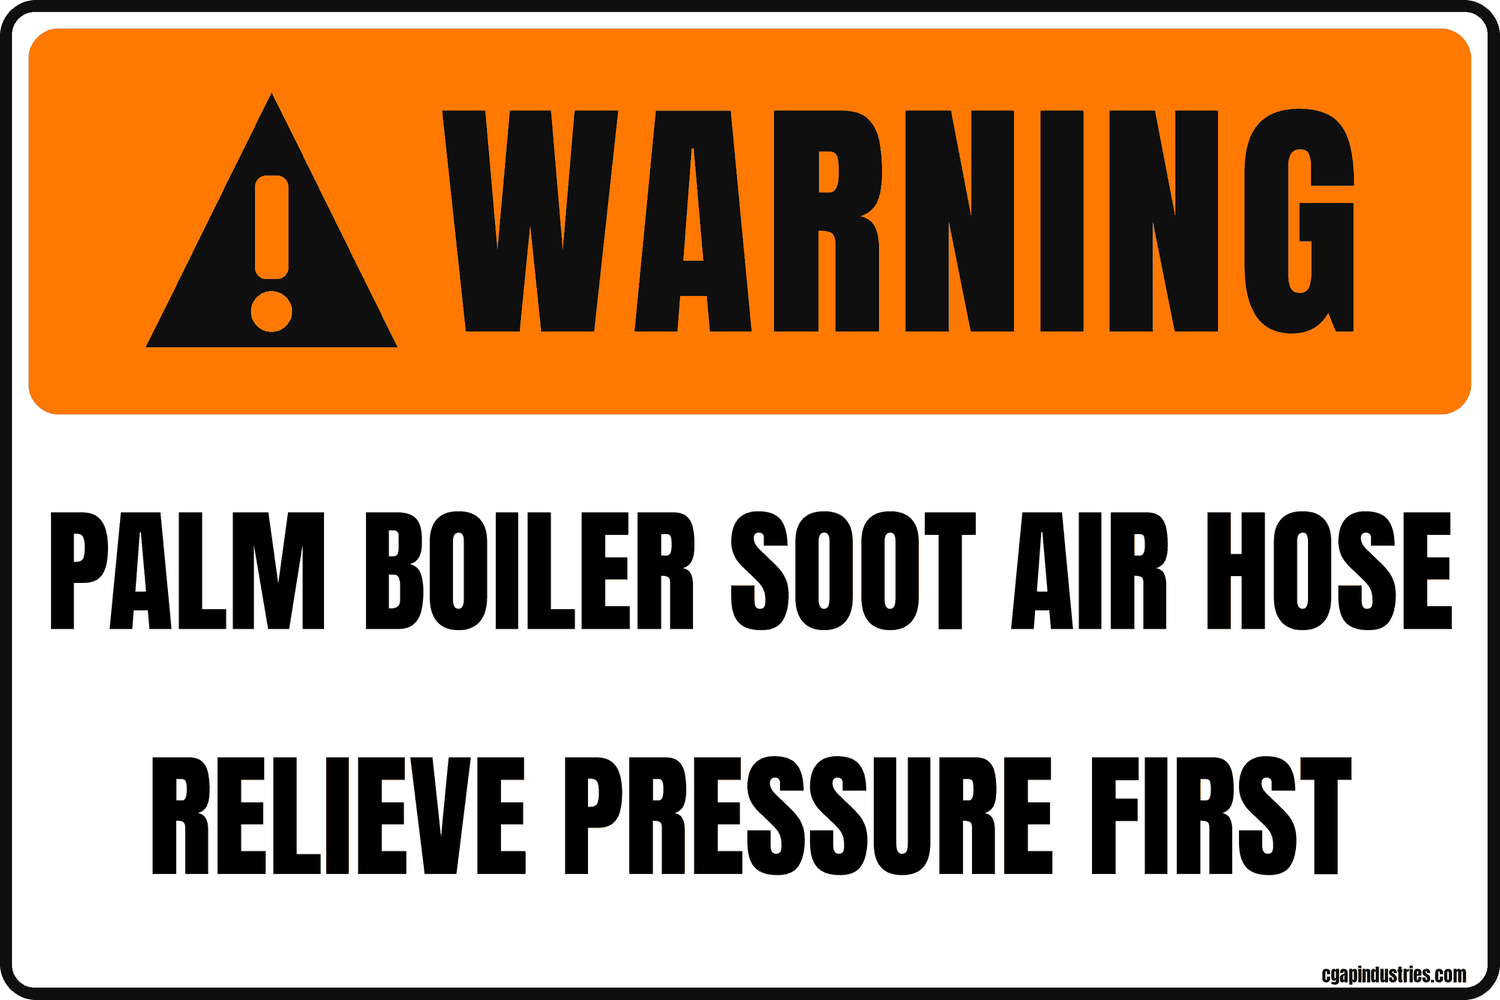 WARNING
PALM BOILER SOOT AIR HOSE
RELIEVE PRESSURE FIRST
cgapindustries.com